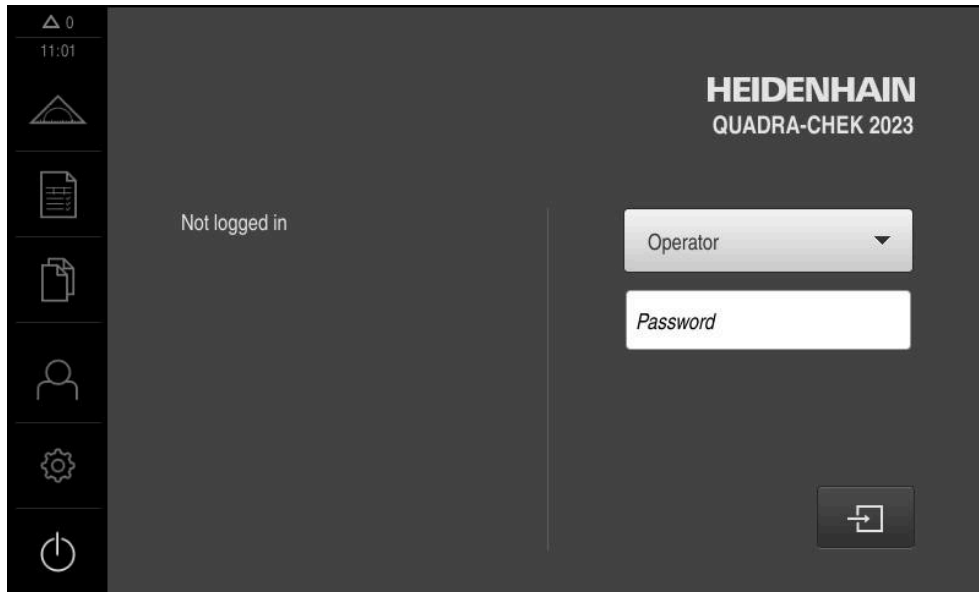 0
11:01
HEIDENHAIN
QUADRA-CHEK 2023
Not logged in
Operator
Password